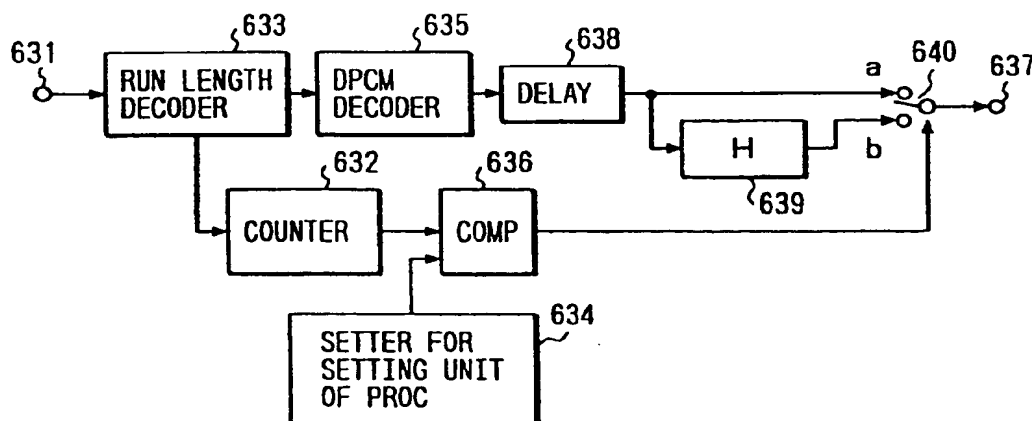 631
633
RUN LENGTH
DECODER
635
DPCM
DECODER
638
DELAY
a
640
637
b
H
639
632
COUNTER
636
COMP
634
SETTER FOR
SETTING UNIT
OF PROC